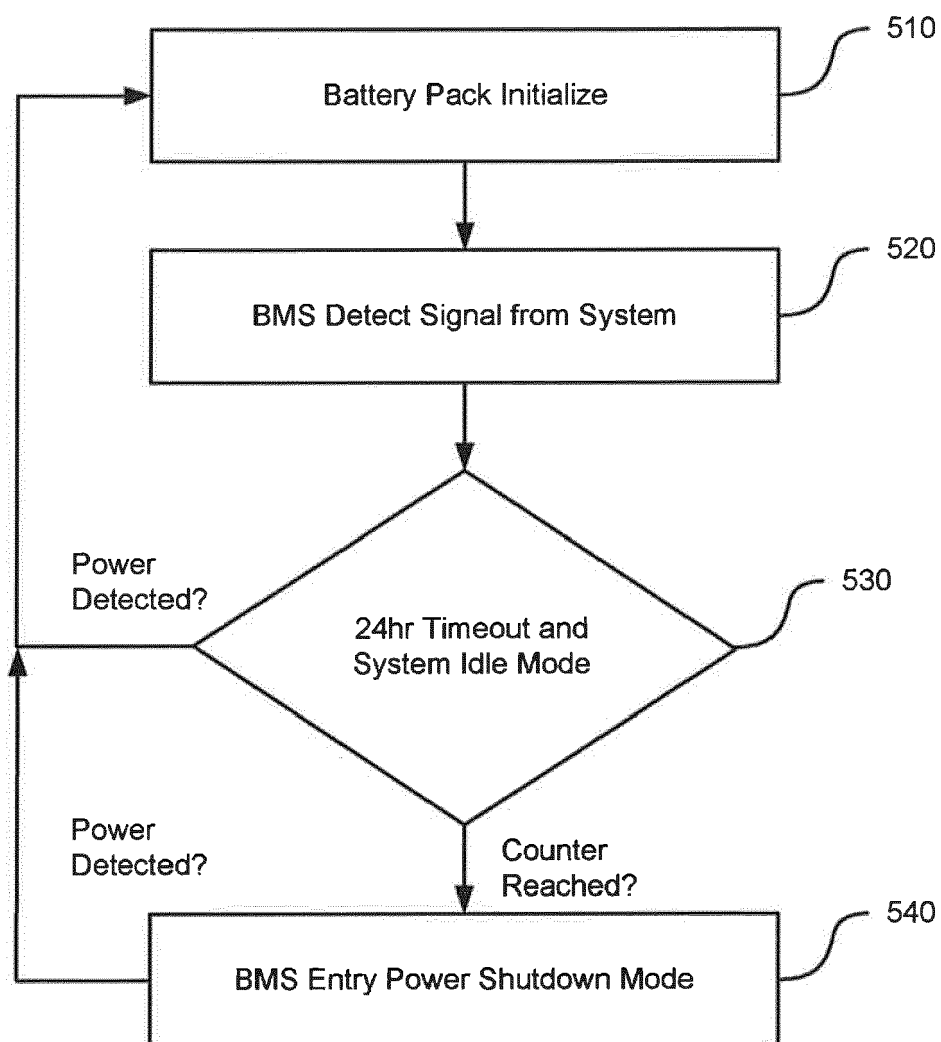 510
Battery Pack Initialize
520
BMS Detect Signal from System
Power
Detected?
530
24hr Timeout and
System Idle Mode
Power
Detected?
Counter
Reached?
540
BMS Entry Power Shutdown Mode